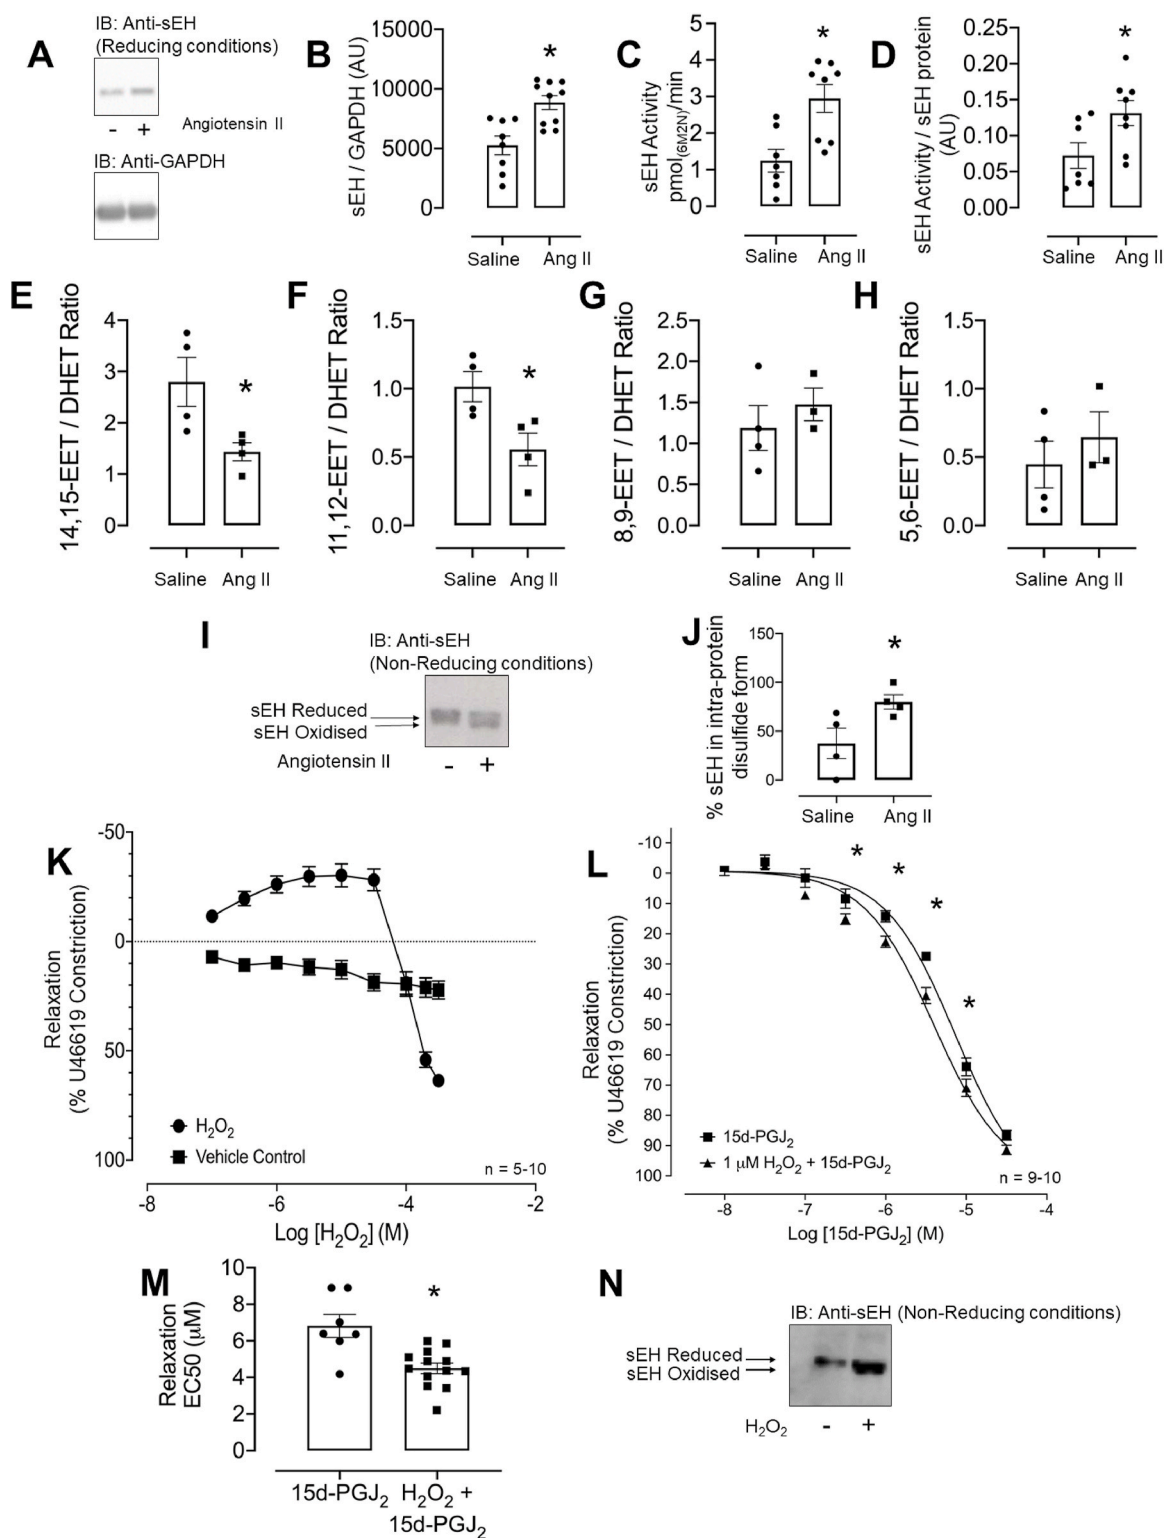 A
IB: Anti-sEH
(Reducing conditions)
- +
Angiotensin II
IB: Anti-GAPDH
B
sEH / GAPDH (AU)
15000
10000
5000
0
*
Saline
Ang II
C
sEH Activity
pmol(6M2N)/min
5
4
3
2
1
0
*
Saline
Ang II
D
sEH Activity / sEH protein
(AU)
0.25
0.20
0.15
0.10
0.05
0.00
*
Saline
Ang II
E
14,15-EET / DHET Ratio
4
3
2
1
0
*
Saline
Ang II
F
11,12-EET / DHET Ratio
1.5
1.0
0.5
0.0
*
Saline
Ang II
G
8,9-EET / DHET Ratio
2.5
2.0
1.5
1.0
0.5
0.0
Saline
Ang II
H
5,6-EET / DHET Ratio
1.5
1.0
0.5
0.0
Saline
Ang II
I
IB: Anti-sEH
(Non-Reducing conditions)
sEH Reduced
sEH Oxidised
Angiotensin II
- +
J
% sEH in intra-protein
disulfide form
150
100
50
0
*
Saline
Ang II
K
Relaxation
(% U46619 Constriction)
-50
0
50
100
H₂O₂
Vehicle Control
n = 5-10
-8
-6
-4
-2
Log [H₂O₂] (M)
L
Relaxation
(% U46619 Constriction)
-10
0
10
20
30
40
50
60
70
80
90
100
*
*
*
*
15d-PGJ₂
1 µM H₂O₂ + 15d-PGJ₂
n = 9-10
-8
-7
-6
-5
-4
Log [15d-PGJ₂] (M)
M
Relaxation
EC50 (µM)
10
8
6
4
2
0
*
15d-PGJ₂
H₂O₂ +
15d-PGJ₂
N
IB: Anti-sEH (Non-Reducing conditions)
sEH Reduced
sEH Oxidised
H₂O₂
- +